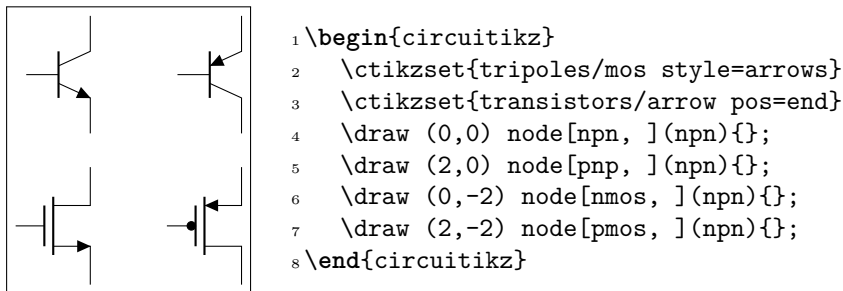 1 \begin{circuitikz}
2 \ctikzset{tripoles/mos style=arrows}
3 \ctikzset{transistors/arrow pos=end}
4 \draw (0,0) node[npn, ](npn){};
5 \draw (2,0) node[pnp, ](npn){};
6 \draw (0,-2) node[nmos, ](npn){};
7 \draw (2,-2) node[pmos, ](npn){};
8 \end{circuitikz}